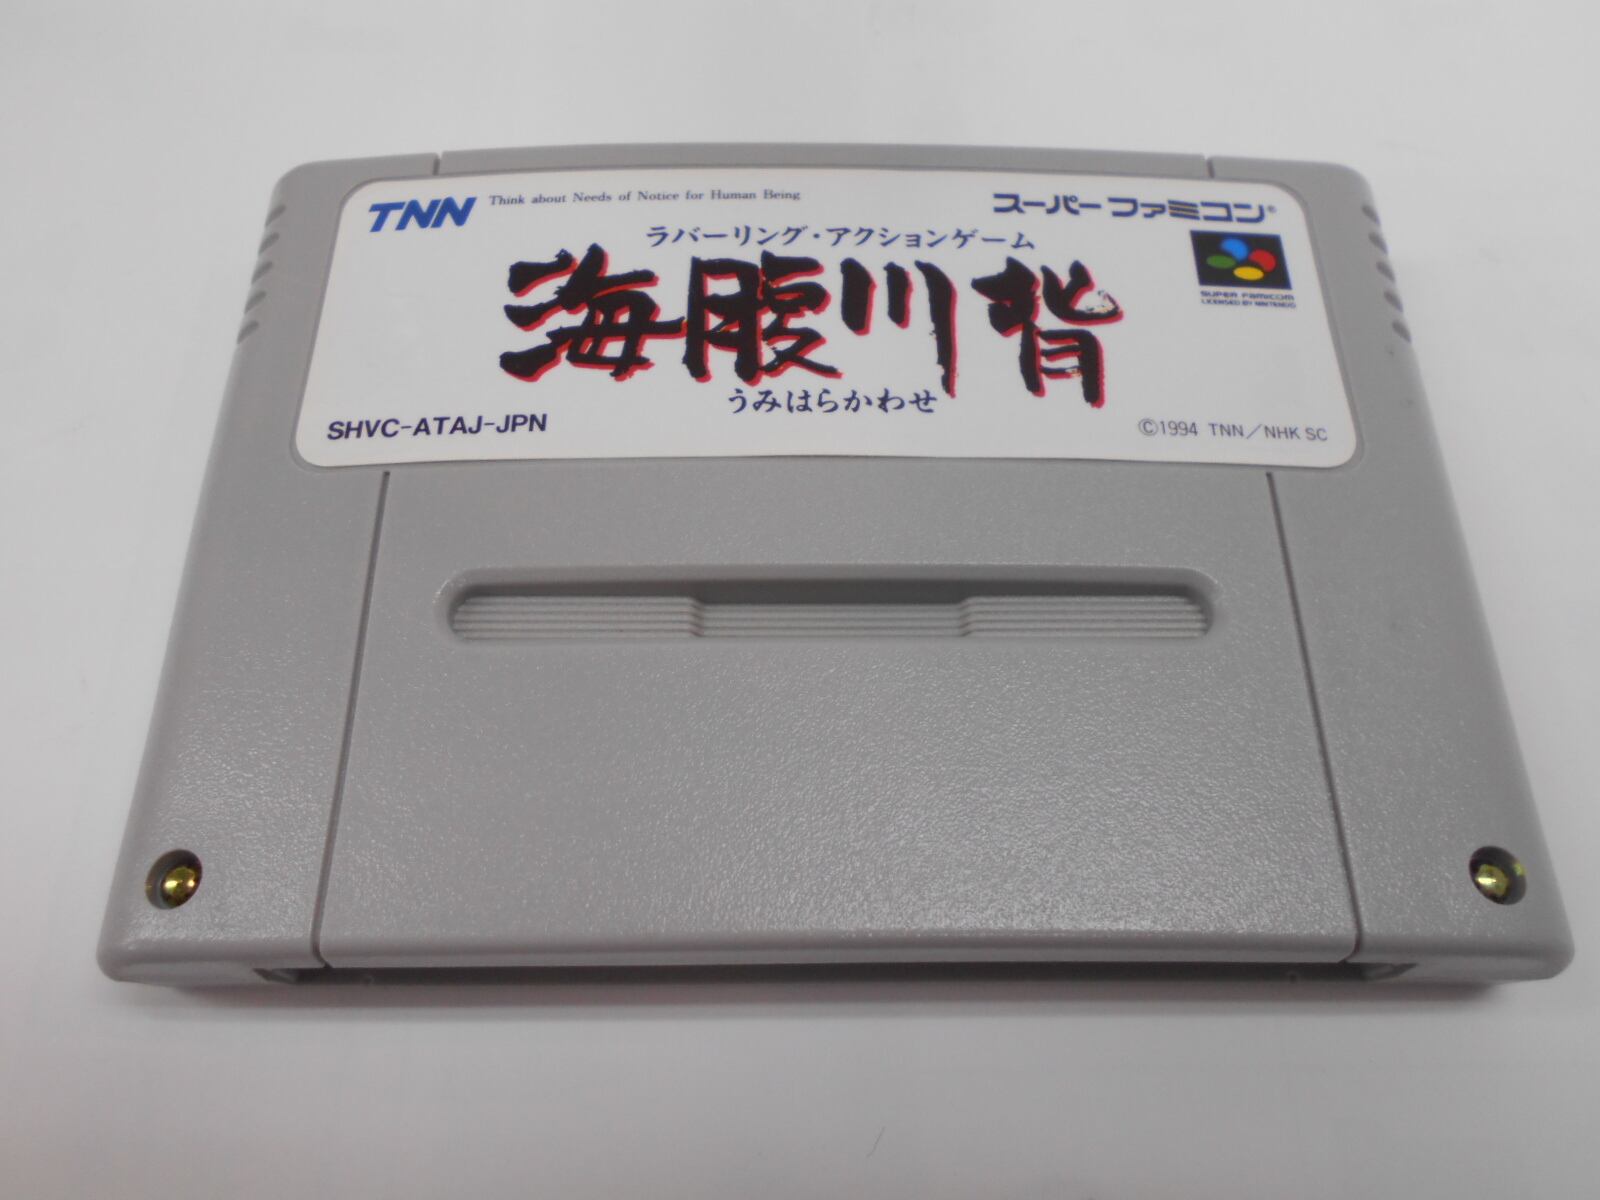 TNN Think about Needs of Notice for Human Being
スーパーファミコン®
ラバーリング・アクションゲーム
海腹川背
うみはらかわせ
SUPER FAMICOM
LICENSED BY NINTENDO
SHVC-ATAJ-JPN
©1994 TNN/NHK SC